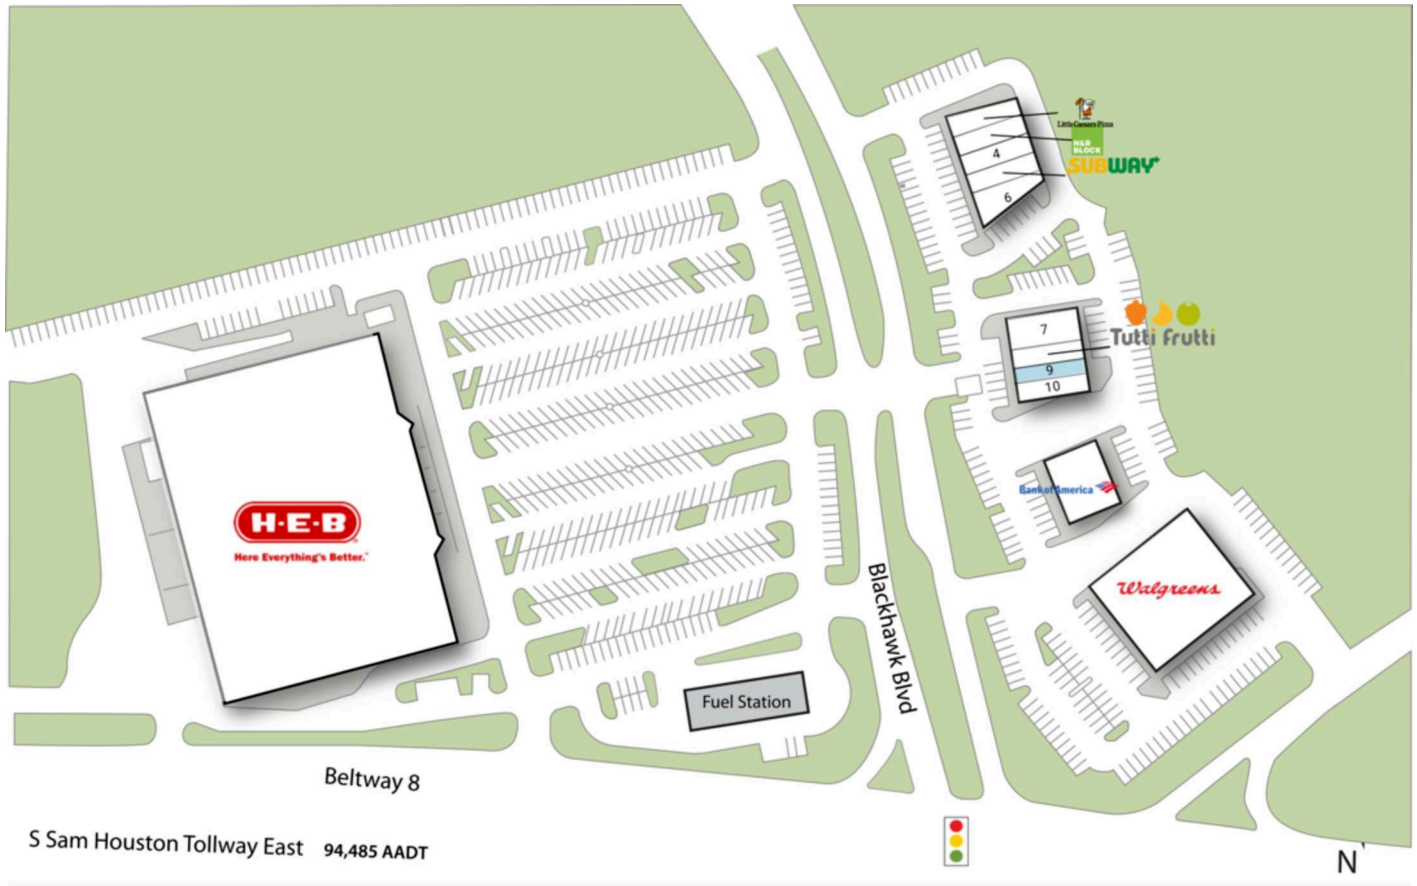 Little Caesars Pizza
H&R
BLOCK
SUBWAY
4
6
7
Tutti frutti
9
10
Bank of America
H-E-B
Here Everything's Better.
Walgreens
Blackhawk Blvd
Fuel Station
Beltway 8
S Sam Houston Tollway East 94,485 AADT
N